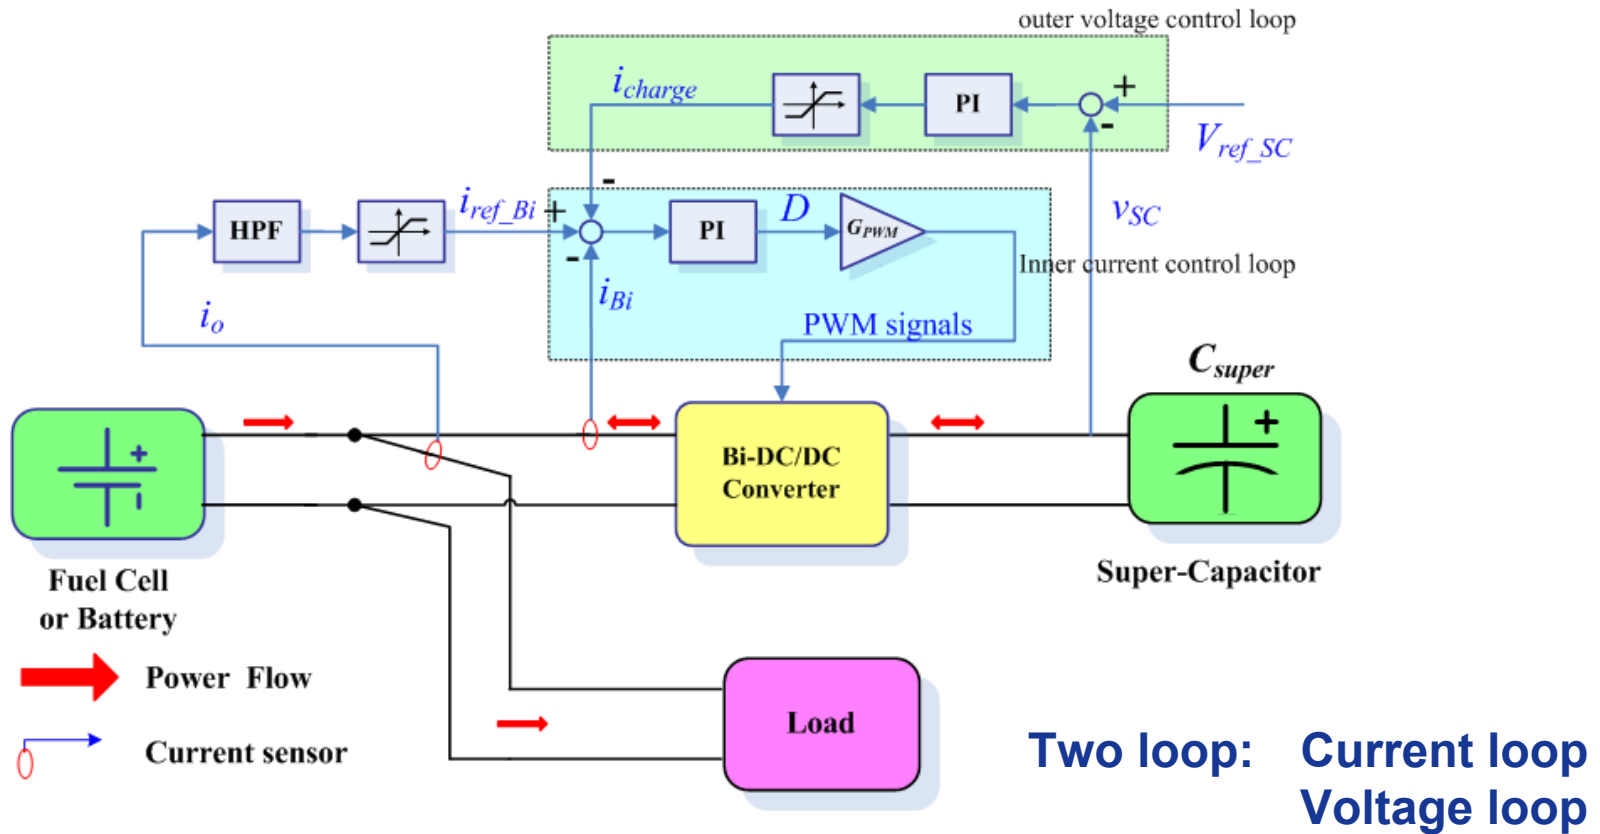 outer voltage control loop
i_charge
PI
+
-
V_ref_SC
-
HPF
i_ref_Bi
+
-
PI
D
G_PWM
v_SC
Inner current control loop
i_Bi
i_o
PWM signals
C_super
+
-
Bi-DC/DC
Converter
+
Fuel Cell
or Battery
Super-Capacitor
Power Flow
Load
Current sensor
Two loop: Current loop
Voltage loop